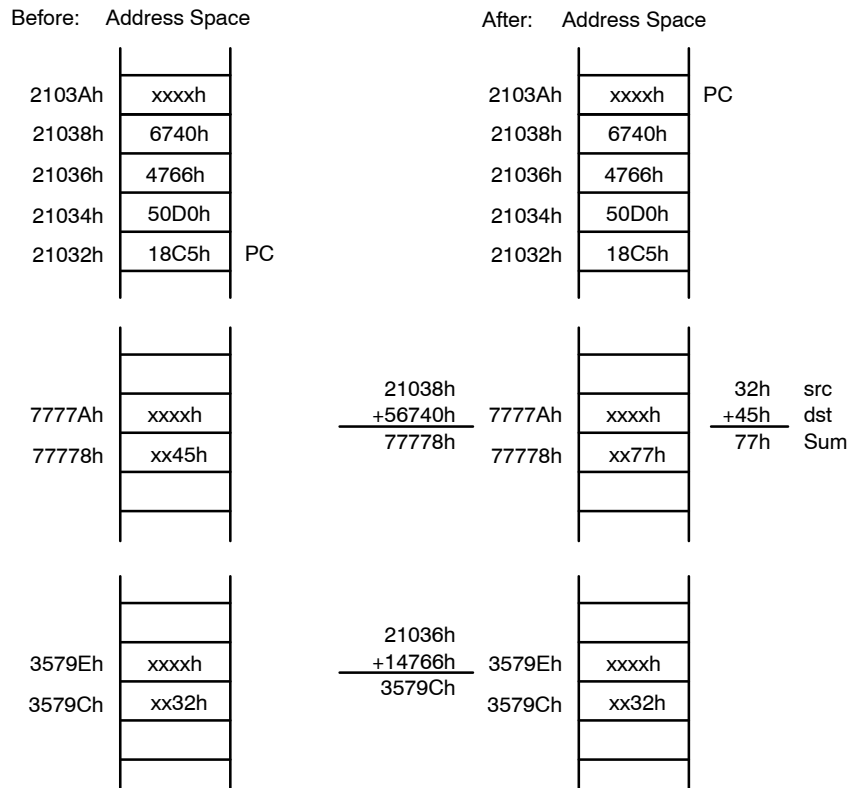 Before: Address Space
After: Address Space
2103Ah xxxxh
2103Ah xxxxh PC
21038h 6740h
21038h 6740h
21036h 4766h
21036h 4766h
21034h 50D0h
21034h 50D0h
21032h 18C5h PC
21032h 18C5h
21038h
32h src
7777Ah xxxxh
+56740h
7777Ah xxxxh
+45h dst
77778h xx45h
77778h
77778h xx77h
77h Sum
21036h
3579Eh xxxxh
+14766h
3579Eh xxxxh
3579Ch xx32h
3579Ch
3579Ch xx32h